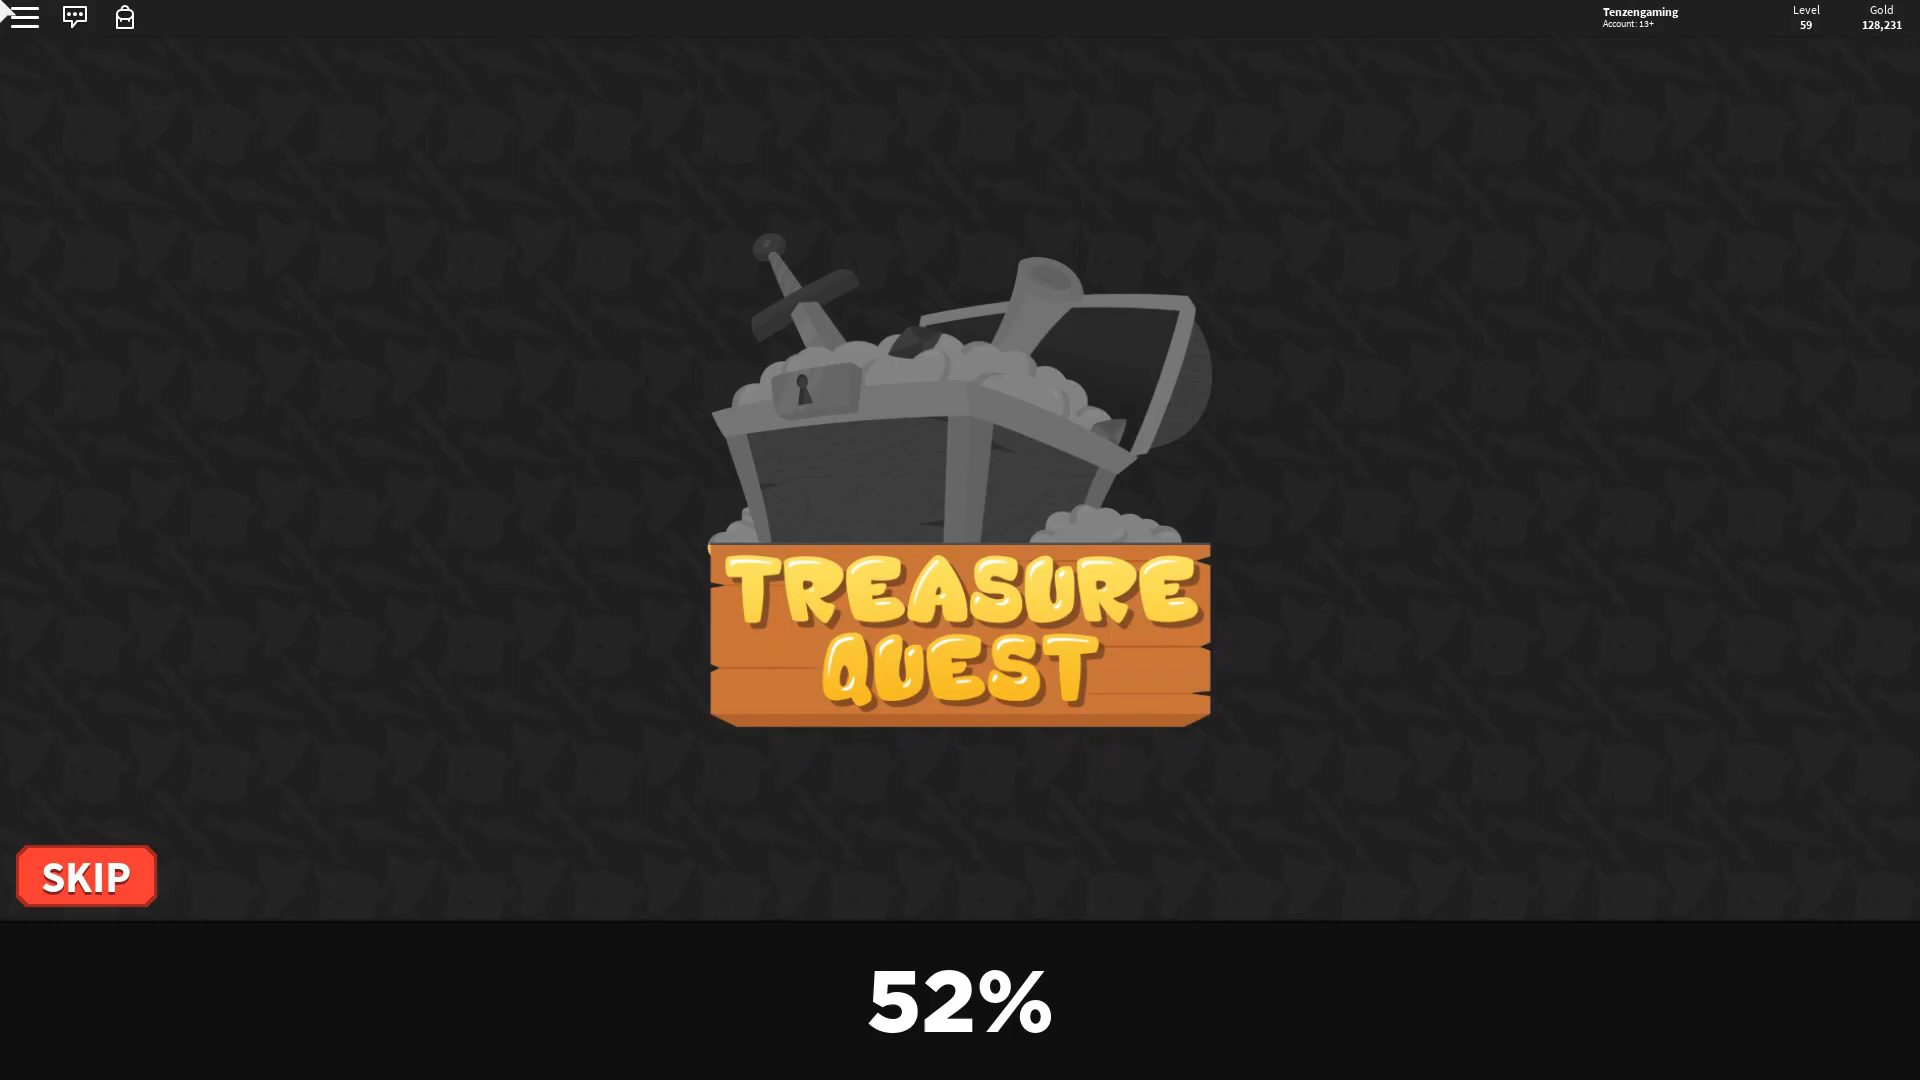 Tenzengaming
Account: 13+
Level
59
Gold
128,231
TREASURE
QUEST
SKIP
52%